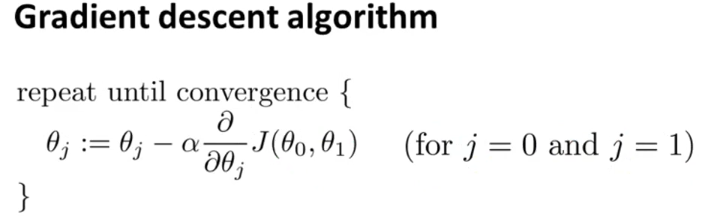 Gradient descent algorithm
repeat until convergence {
θ_j := θ_j − α ∂/∂θ_j J(θ_0, θ_1) (for j = 0 and j = 1)
}